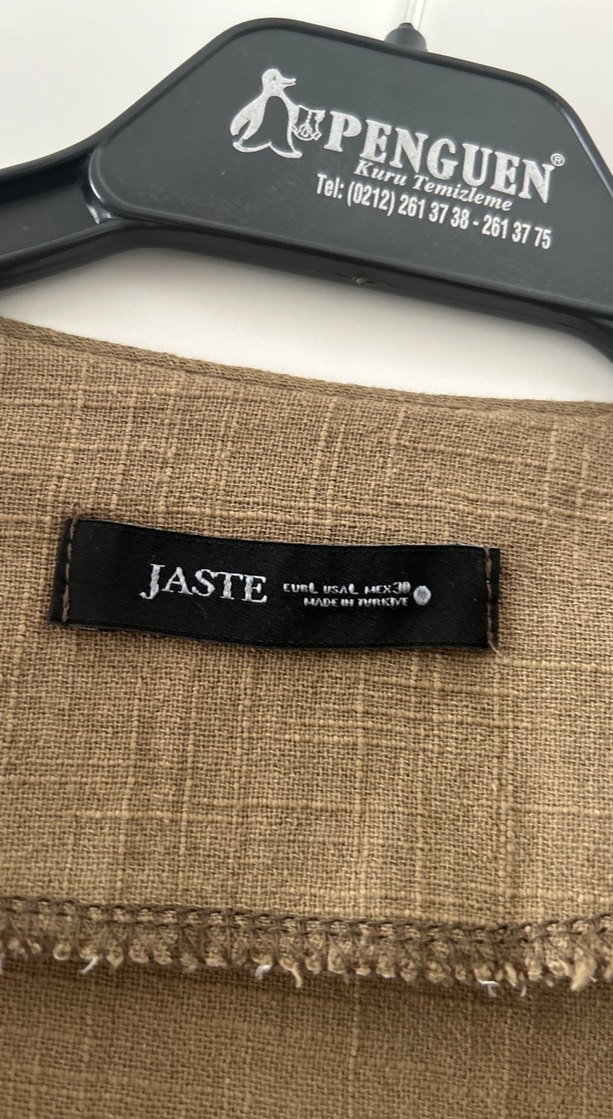 PENGUEN®
Kuru Temizleme
Tel: (0212) 261 37 38 - 261 37 75
JASTE
EUR L USA L MEX 30
MADE IN TURKIYE